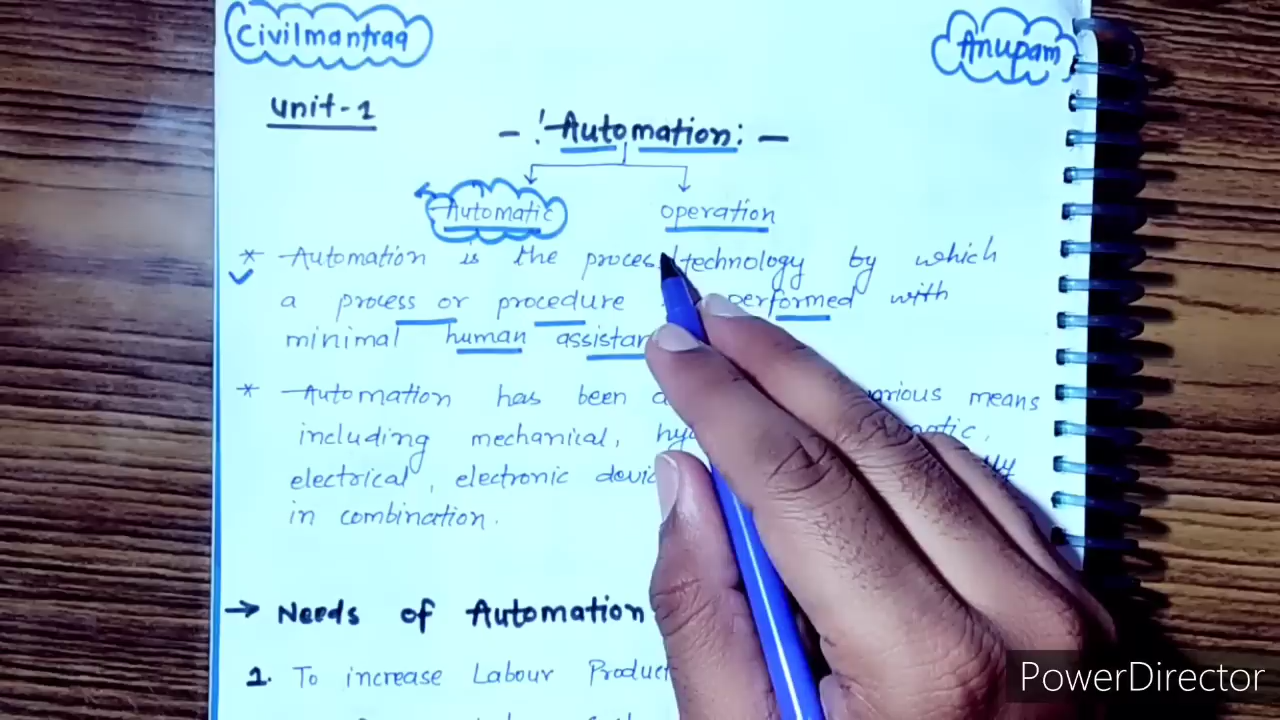 Civilmantraa
Anupam
Unit-1
-: Automation: -
Automatic operation
* Automation is the process technology by which
a process or procedure performed with
minimal human
* Automation has been various means
including mechanical,
electrical, electronic
in combination.
→ Needs of Automation
1. To increase Labour
PowerDirector